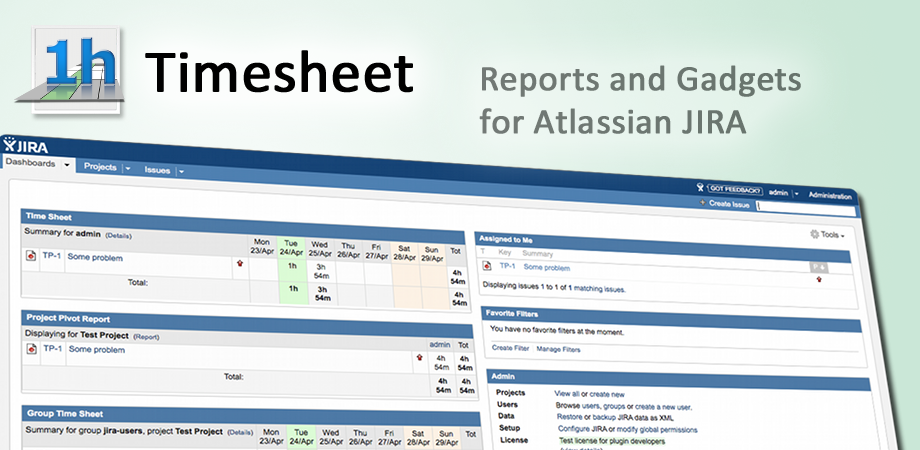 1h
Timesheet
Reports and Gadgets
for Atlassian JIRA
JIRA
GOT FEEDBACK? admin Administration
Dashboards Projects Issues
Create Issue
Tools
Time Sheet
Summary for admin (Details)
Mon 23/Apr Tue 24/Apr Wed 25/Apr Thu 26/Apr Fri 27/Apr Sat 28/Apr Sun 29/Apr Tot
TP-1 Some problem 1h 3h 54m 4h 54m
Total: 1h 3h 54m 4h 54m
Project Pivot Report
Displaying for Test Project (Report)
admin Tot
TP-1 Some problem 4h 54m 4h 54m
Total: 4h 54m 4h 54m
Group Time Sheet
Summary for group jira-users, project Test Project (Details)
Mon 23/Apr Tue 24/Apr Wed 25/Apr Thu 26/Apr Fri 27/Apr Sat 28/Apr Sun 29/Apr Tot
Assigned to Me
T Key Summary P
TP-1 Some problem
Displaying issues 1 to 1 of 1 matching issues.
Favorite Filters
You have no favorite filters at the moment.
Create Filter Manage Filters
Admin
Projects View all or create new
Users Browse users, groups or create a new user.
Data Restore or backup JIRA data as XML
Setup Configure JIRA or modify global permissions
License Test license for plugin developers
(view details)